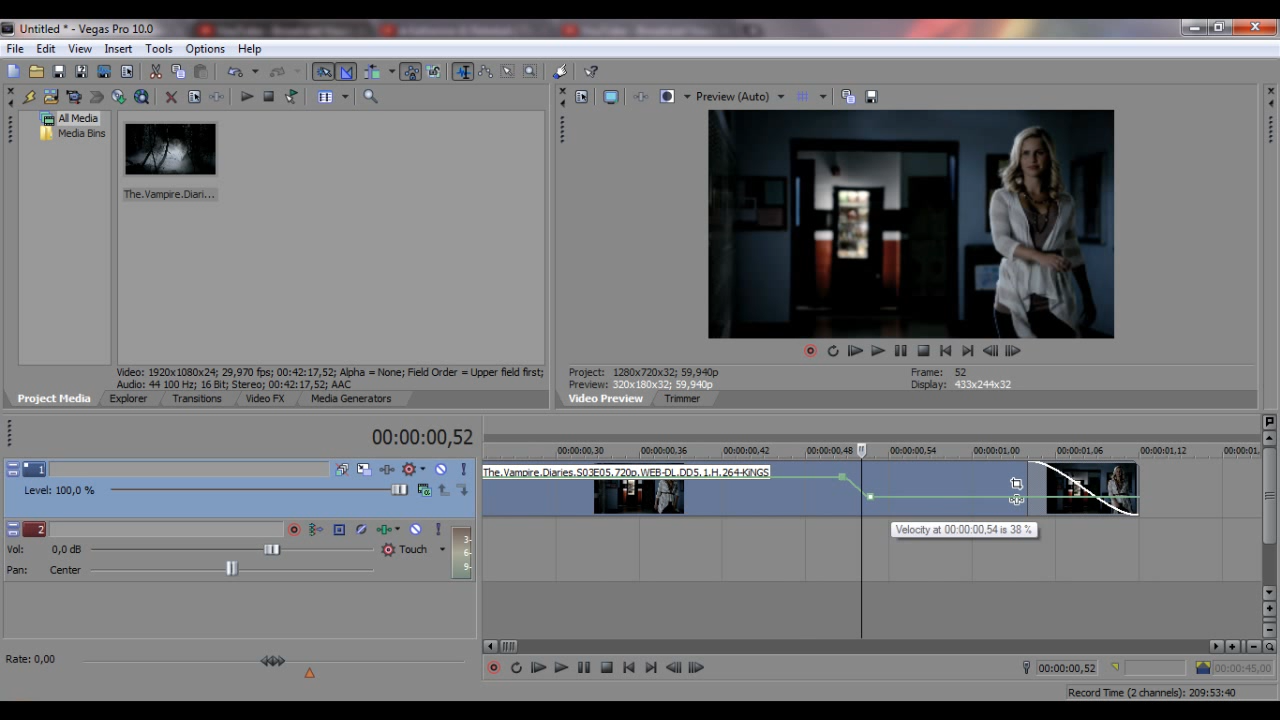 Untitled * - Vegas Pro 10.0
File Edit View Insert Tools Options Help
Preview (Auto)
All Media
Media Bins
The.Vampire.Diari...
Video: 1920x1080x24; 29,970 fps; 00:42:17,52; Alpha = None; Field Order = Upper field first;
Audio: 44 100 Hz; 16 Bit; Stereo; 00:42:17,52; AAC
Project Media Explorer Transitions Video FX Media Generators
Project: 1280x720x32; 59,940p
Preview: 320x180x32; 59,940p
Frame: 52
Display: 433x244x32
Video Preview Trimmer
00:00:00,52
00:00:00,30 00:00:00,36 00:00:00,42 00:00:00,48 00:00:00,54 00:00:01,00 00:00:01,06 00:00:01,12 00:00:01,
1
Level: 100,0 %
The.Vampire.Diaries.S03E05.720p.WEB-DL.DD5.1.H.264-KiNGS
Velocity at 00:00:00,54 is 38 %
2
Vol: 0,0 dB
Touch
Pan: Center
3
6
9
Rate: 0,00
00:00:00,52
00:00:45,00
Record Time (2 channels): 209:53:40